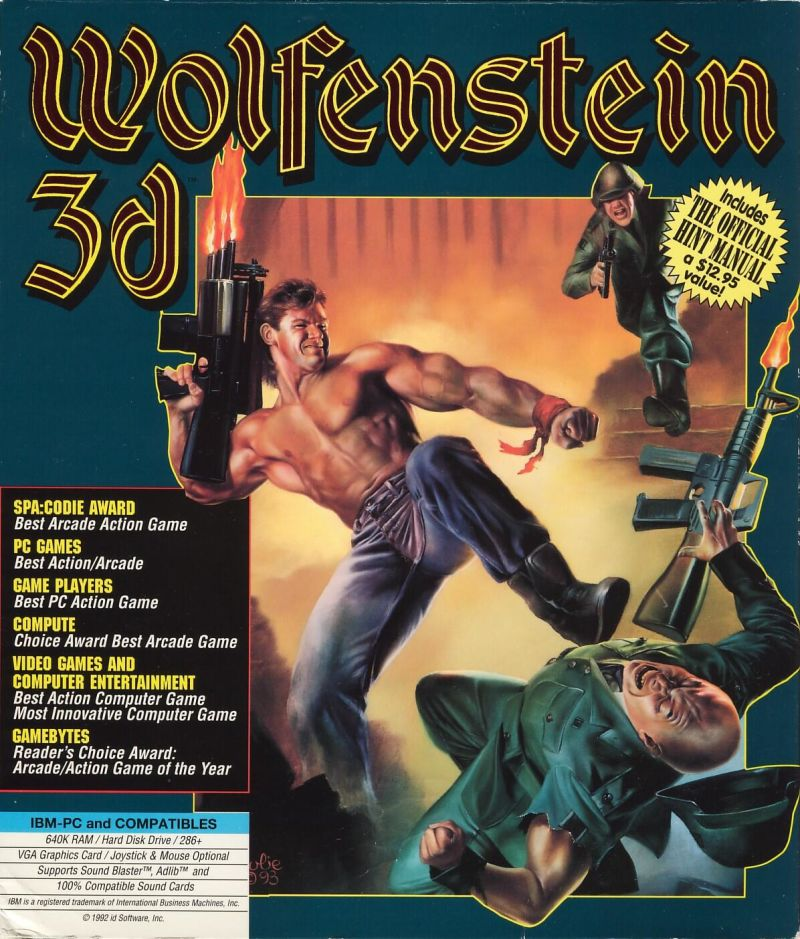 Wolfenstein
3d
™
Includes
THE OFFICIAL
HINT MANUAL
a $12.95
value!
SPA:CODIE AWARD
Best Arcade Action Game
PC GAMES
Best Action/Arcade
GAME PLAYERS
Best PC Action Game
COMPUTE
Choice Award Best Arcade Game
VIDEO GAMES AND
COMPUTER ENTERTAINMENT
Best Action Computer Game
Most Innovative Computer Game
GAMEBYTES
Reader's Choice Award:
Arcade/Action Game of the Year
IBM-PC and COMPATIBLES
640K RAM / Hard Disk Drive / 286+
VGA Graphics Card / Joystick & Mouse Optional
Supports Sound Blaster™, Adlib™ and
100% Compatible Sound Cards
IBM is a registered trademark of International Business Machines, Inc.
© 1992 id Software, Inc.